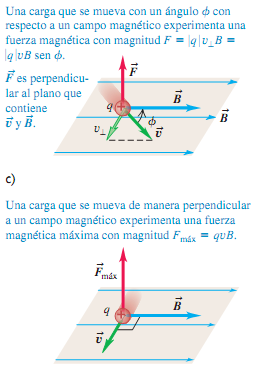 Una carga que se mueva con un ángulo ϕ con
respecto a un campo magnético experimenta una
fuerza magnética con magnitud F = |q|v⊥B =
|q|vB sen ϕ.
F⃗ es perpendicu-
lar al plano que
contiene
v⃗ y B⃗.
F⃗
q
B⃗
B⃗
v⊥
ϕ
v⃗
c)
Una carga que se mueva de manera perpendicular
a un campo magnético experimenta una fuerza
magnética máxima con magnitud Fmáx = qvB.
F⃗máx
q
B⃗
v⃗